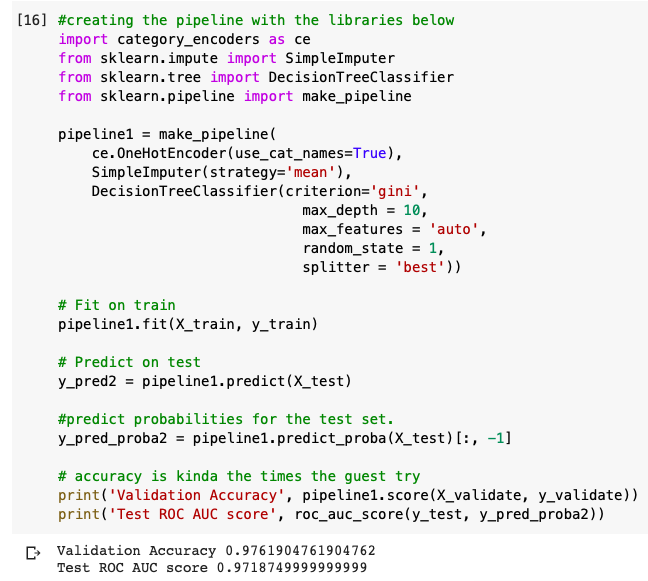 [16] #creating the pipeline with the libraries below
import category_encoders as ce
from sklearn.impute import SimpleImputer
from sklearn.tree import DecisionTreeClassifier
from sklearn.pipeline import make_pipeline
pipeline1 = make_pipeline(
    ce.OneHotEncoder(use_cat_names=True),
    SimpleImputer(strategy='mean'),
    DecisionTreeClassifier(criterion='gini',
                             max_depth = 10,
                             max_features = 'auto',
                             random_state = 1,
                             splitter = 'best'))
# Fit on train
pipeline1.fit(X_train, y_train)
# Predict on test
y_pred2 = pipeline1.predict(X_test)
#predict probabilities for the test set.
y_pred_proba2 = pipeline1.predict_proba(X_test)[:, -1]
# accuracy is kinda the times the guest try
print('Validation Accuracy', pipeline1.score(X_validate, y_validate))
print('Test ROC AUC score', roc_auc_score(y_test, y_pred_proba2))
Validation Accuracy 0.9761904761904762
Test ROC AUC score 0.9718749999999999